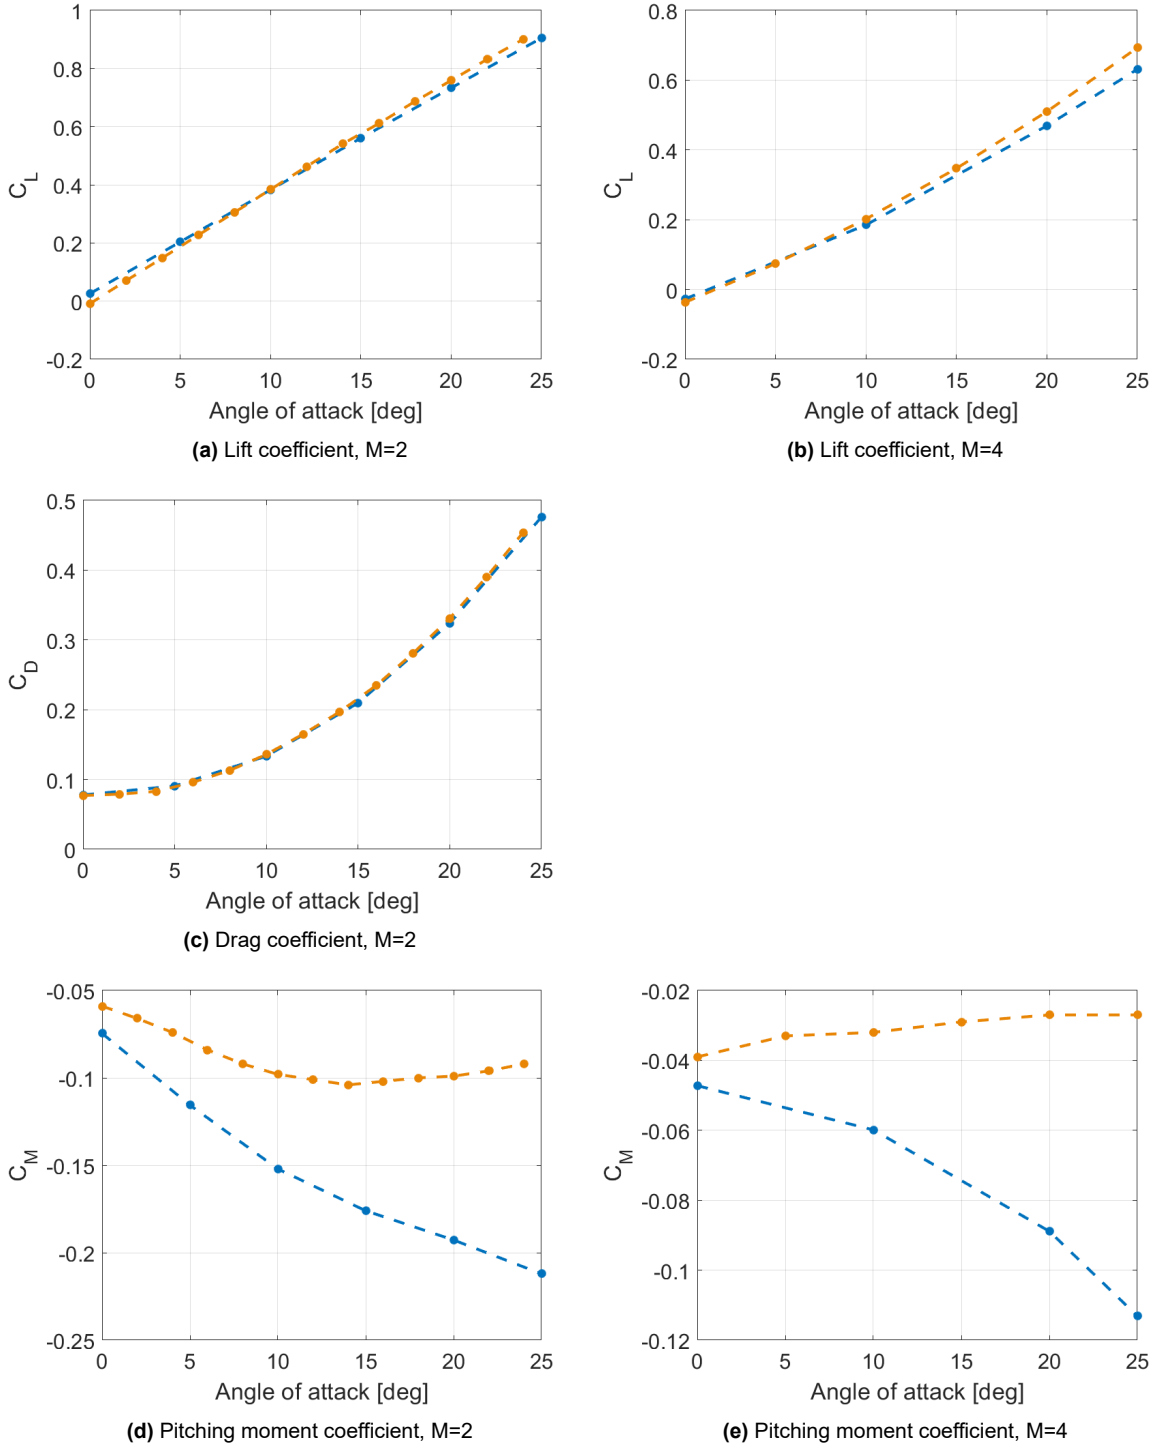 1
0.8
0.6
0.4
0.2
0
-0.2
C_L
0 5 10 15 20 25
Angle of attack [deg]
(a) Lift coefficient, M=2
0.8
0.6
0.4
0.2
0
-0.2
C_L
0 5 10 15 20 25
Angle of attack [deg]
(b) Lift coefficient, M=4
0.5
0.4
0.3
0.2
0.1
0
C_D
0 5 10 15 20 25
Angle of attack [deg]
(c) Drag coefficient, M=2
-0.05
-0.1
-0.15
-0.2
-0.25
C_M
0 5 10 15 20 25
Angle of attack [deg]
(d) Pitching moment coefficient, M=2
-0.02
-0.04
-0.06
-0.08
-0.1
-0.12
C_M
0 5 10 15 20 25
Angle of attack [deg]
(e) Pitching moment coefficient, M=4